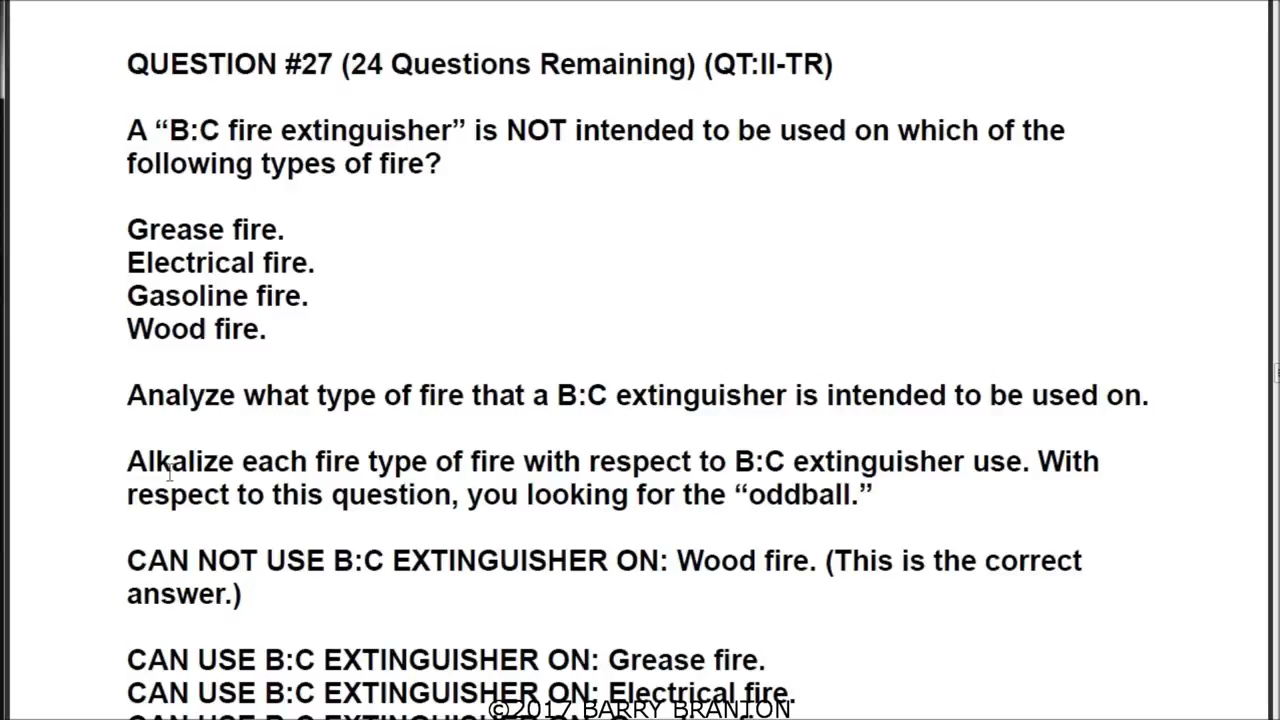 QUESTION #27 (24 Questions Remaining) (QT:II-TR)
A “B:C fire extinguisher” is NOT intended to be used on which of the
following types of fire?
Grease fire.
Electrical fire.
Gasoline fire.
Wood fire.
Analyze what type of fire that a B:C extinguisher is intended to be used on.
Alkalize each fire type of fire with respect to B:C extinguisher use. With
respect to this question, you looking for the “oddball.”
CAN NOT USE B:C EXTINGUISHER ON: Wood fire. (This is the correct
answer.)
CAN USE B:C EXTINGUISHER ON: Grease fire.
CAN USE B:C EXTINGUISHER ON: Electrical fire.
©2017 BARRY BRANTON